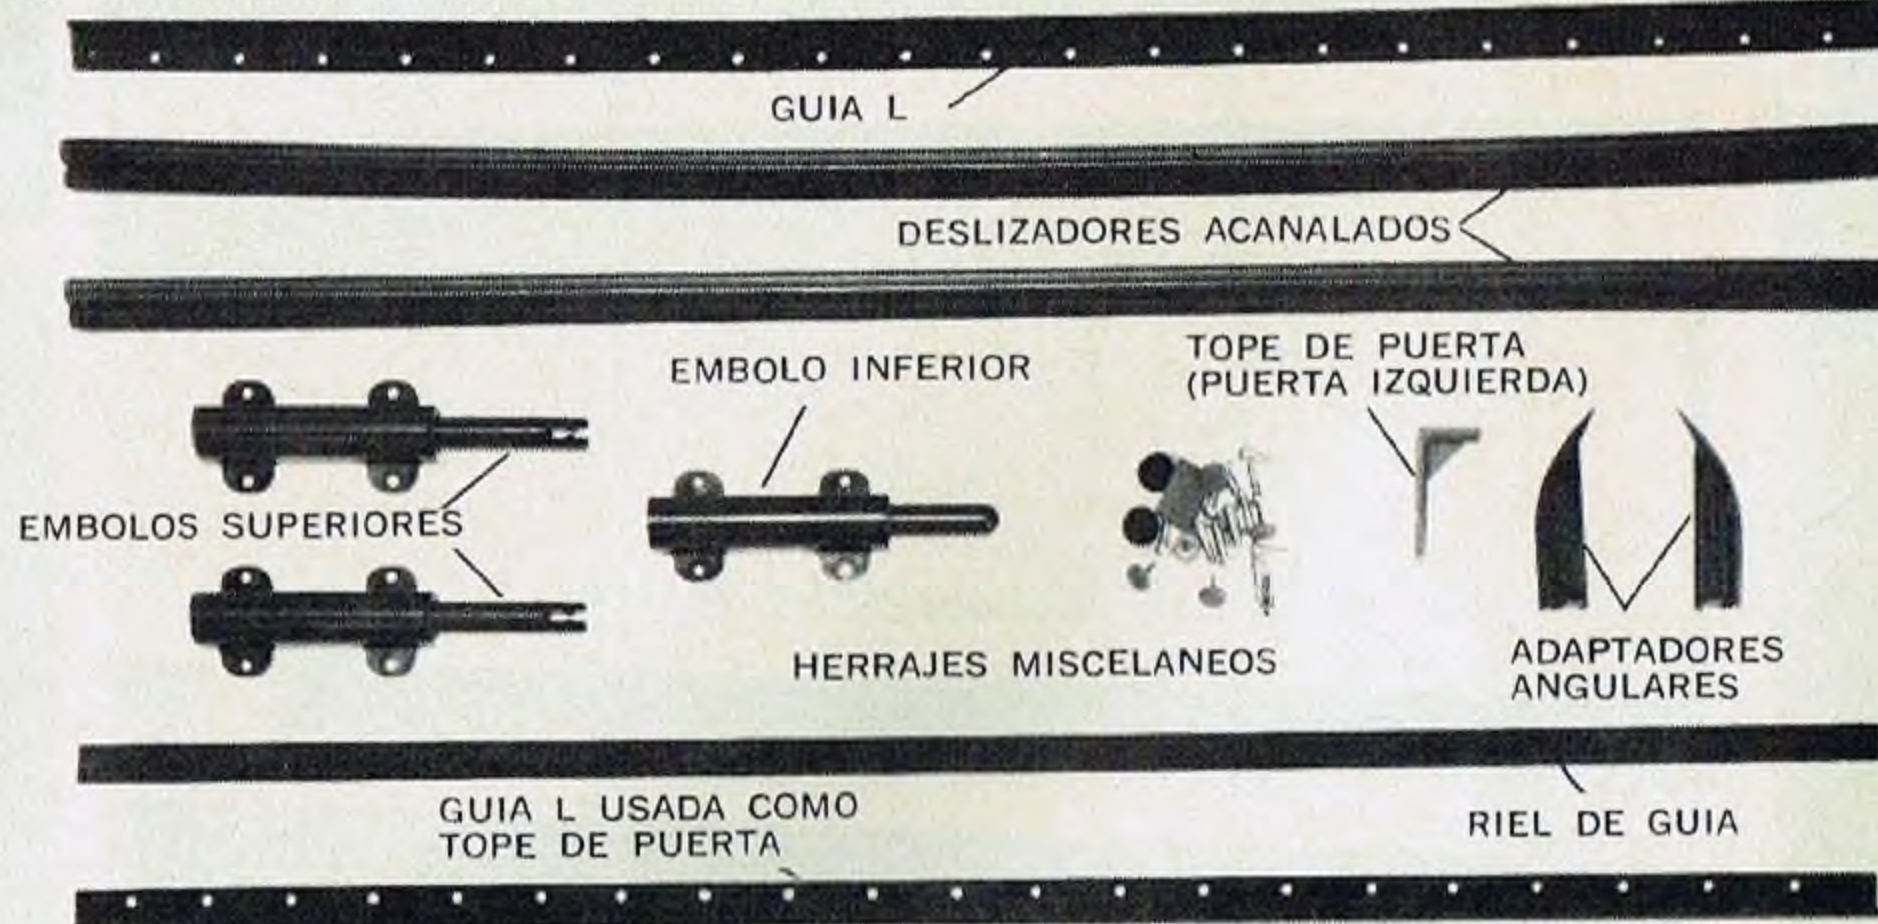 GUIA L
DESLIZADORES ACANALADOS
EMBOLO INFERIOR
TOPE DE PUERTA
(PUERTA IZQUIERDA)
EMBOLOS SUPERIORES
HERRAJES MISCELANEOS
ADAPTADORES
ANGULARES
GUIA L USADA COMO
TOPE DE PUERTA
RIEL DE GUIA